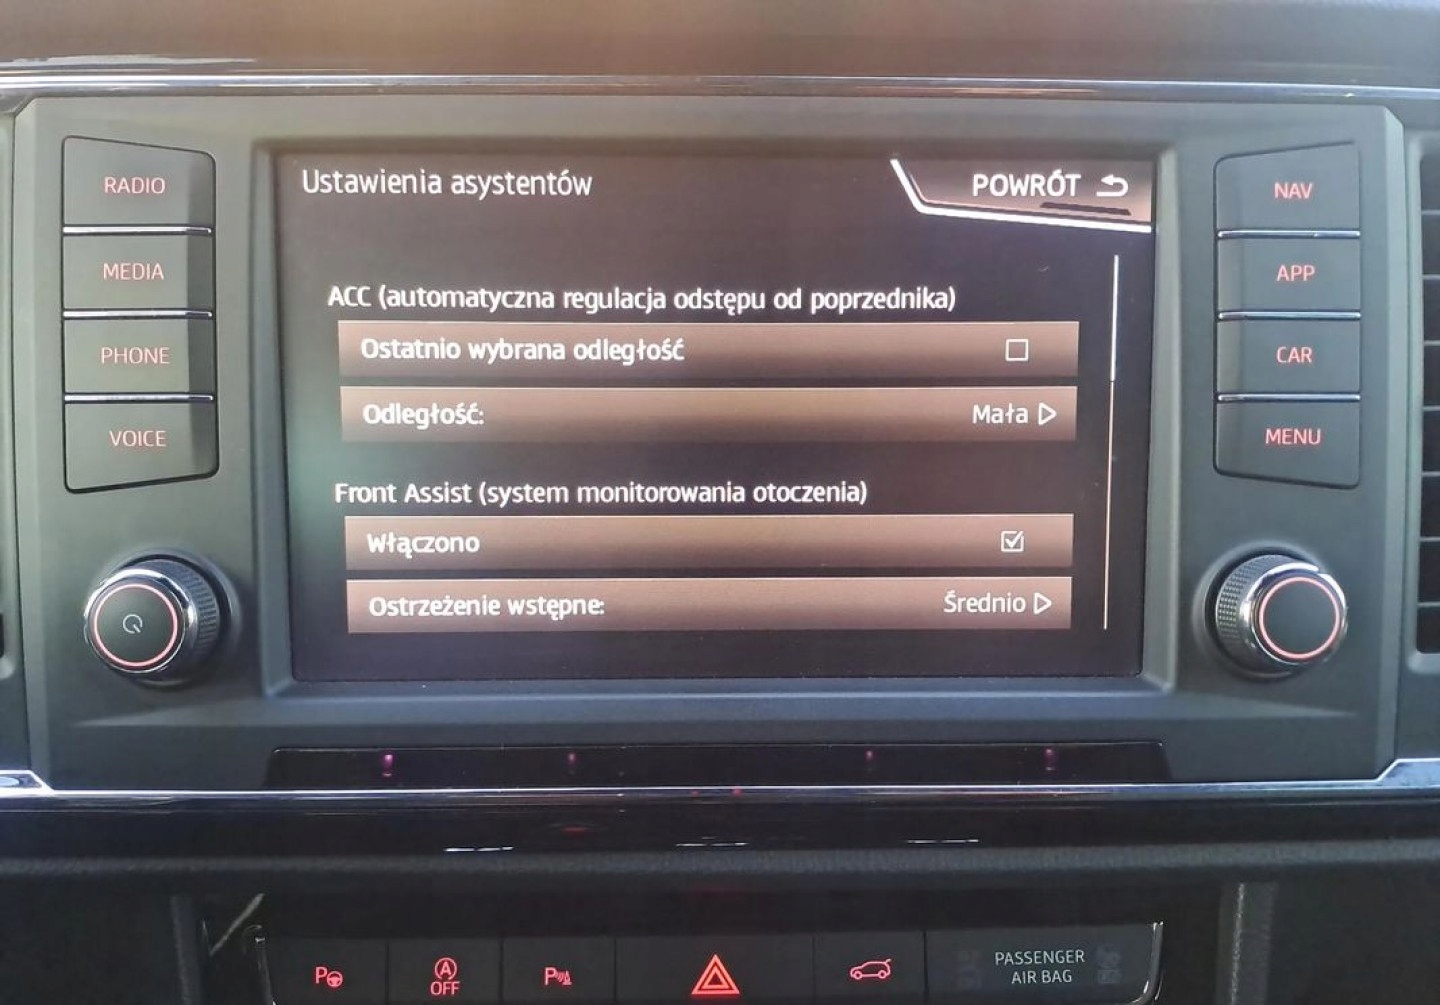 Ustawienia asystentów
POWRÓT
RADIO
MEDIA
PHONE
VOICE
ACC (automatyczna regulacja odstępu od poprzednika)
Ostatnio wybrana odległość
Odległość: Mała
Front Assist (system monitorowania otoczenia)
Włączono
Ostrzeżenie wstępne: Średnio
NAV
APP
CAR
MENU
P
A
OFF
P
PASSENGER
AIR BAG